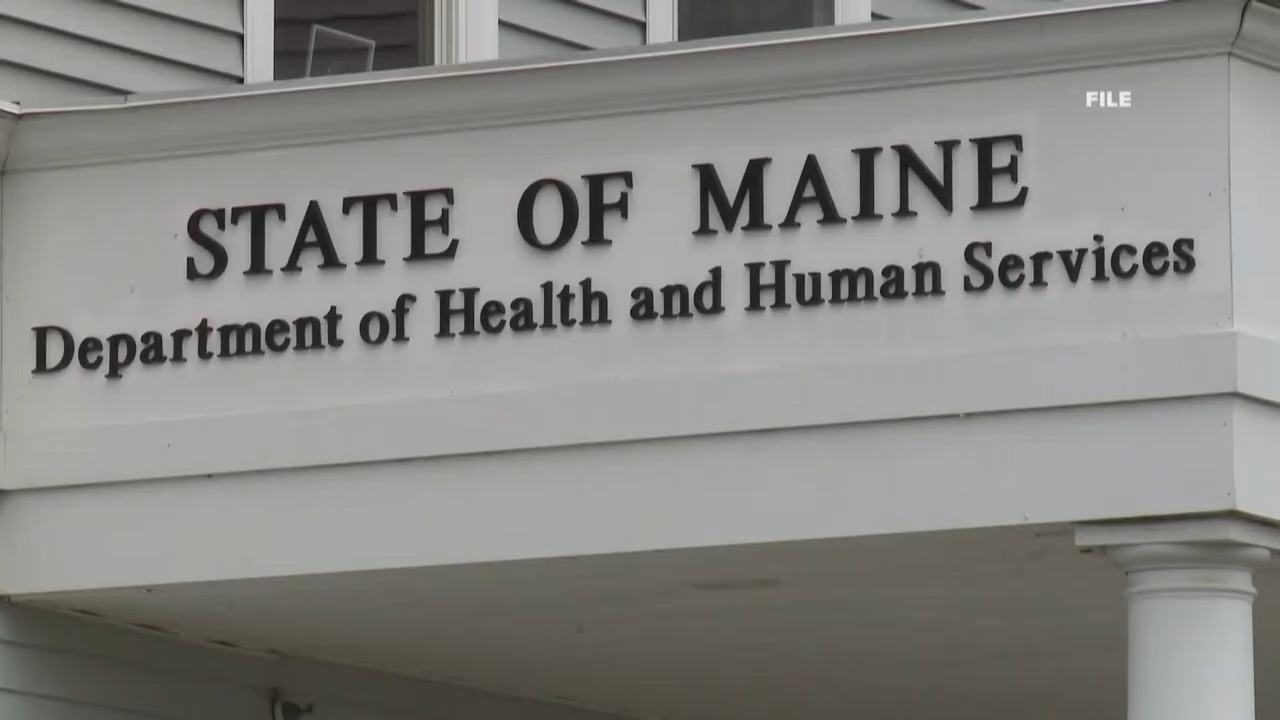 FILE
STATE OF MAINE
Department of Health and Human Services